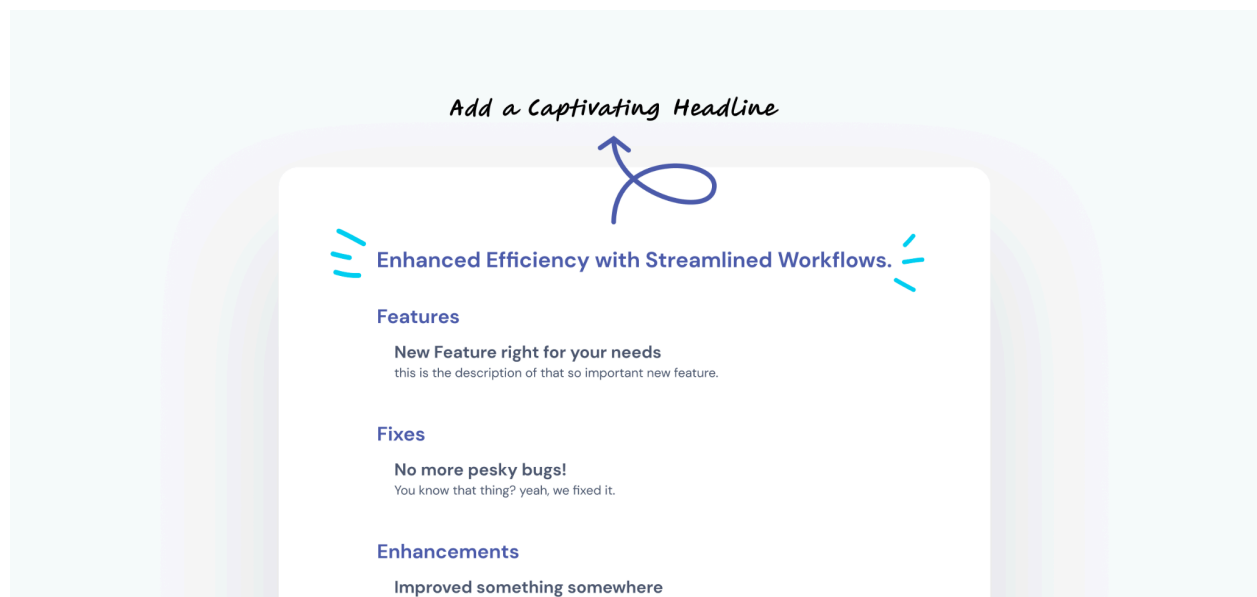 Add a Captivating Headline
Enhanced Efficiency with Streamlined Workflows.
Features
New Feature right for your needs
this is the description of that so important new feature.
Fixes
No more pesky bugs!
You know that thing? yeah, we fixed it.
Enhancements
Improved something somewhere